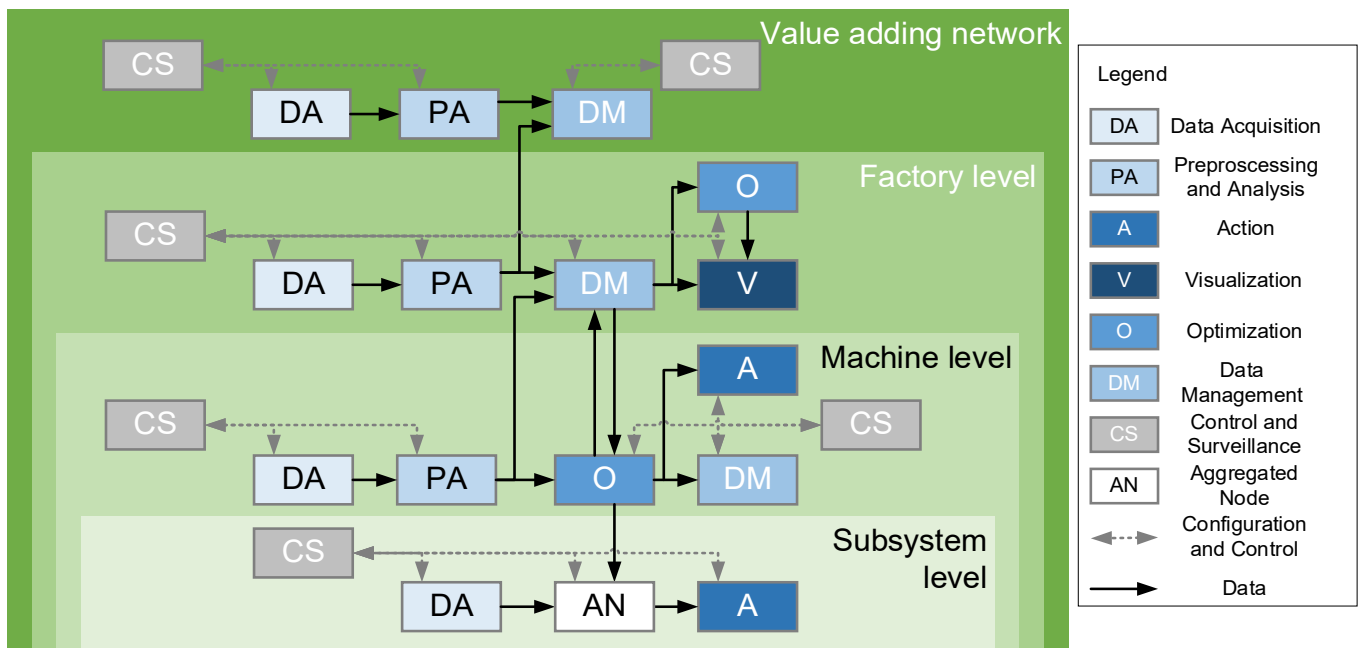 Value adding network
CS
CS
DA
PA
DM
Factory level
O
CS
DA
PA
DM
V
Machine level
A
CS
CS
DA
PA
O
DM
Subsystem
level
CS
DA
AN
A
Legend
DA
Data Acquisition
PA
Preproscessing
and Analysis
A
Action
V
Visualization
O
Optimization
DM
Data
Management
CS
Control and
Surveillance
AN
Aggregated
Node
Configuration
and Control
Data